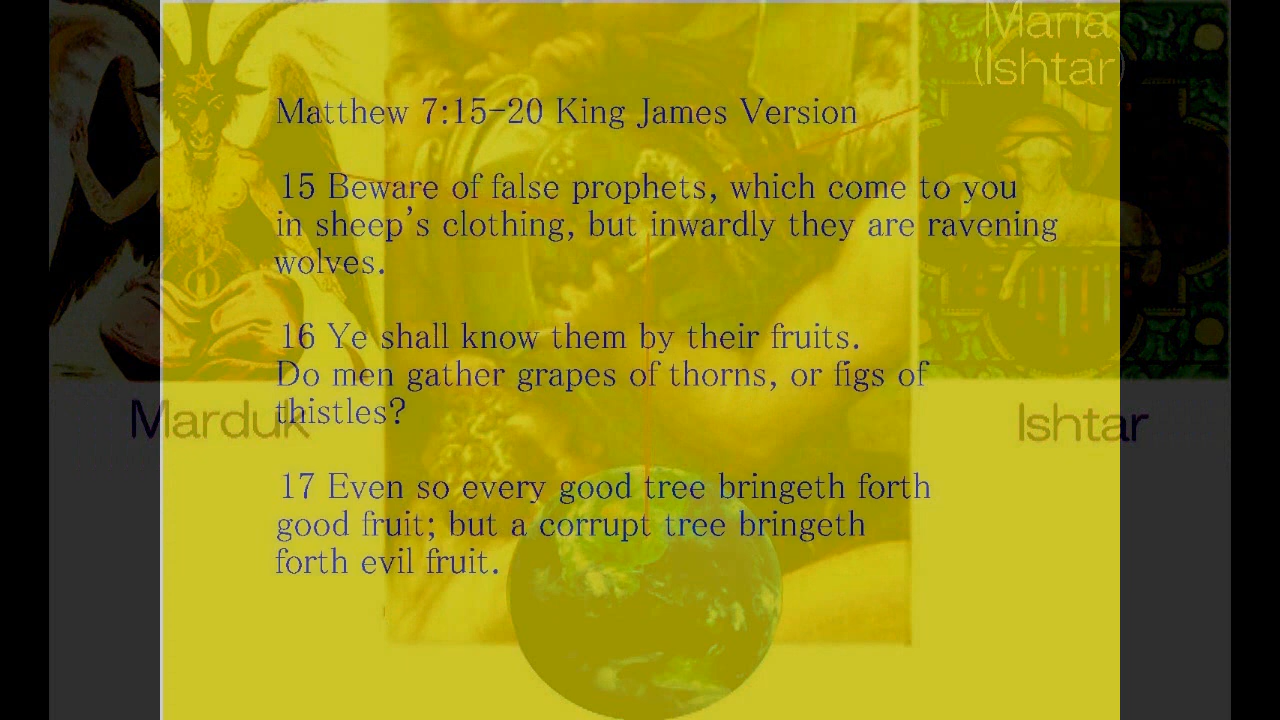 Maria
(Ishtar)
Matthew 7:15-20 King James Version
15 Beware of false prophets, which come to you
in sheep's clothing, but inwardly they are ravening
wolves.
16 Ye shall know them by their fruits.
Do men gather grapes of thorns, or figs of
thistles?
Marduk
Ishtar
17 Even so every good tree bringeth forth
good fruit; but a corrupt tree bringeth
forth evil fruit.